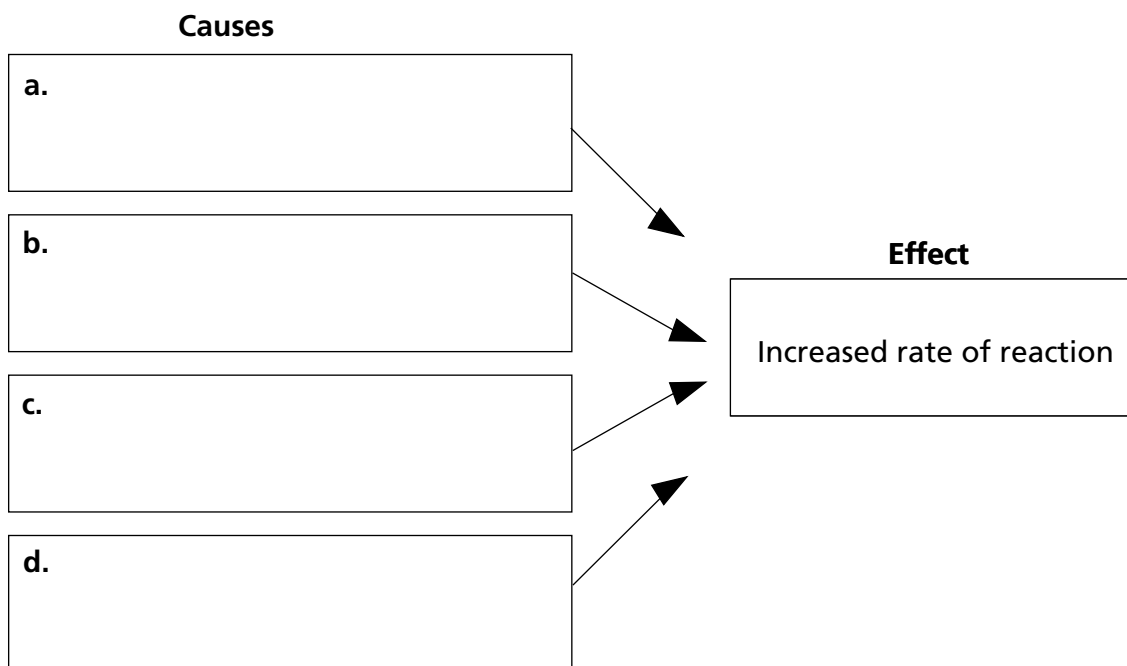 Causes
a.
b.
Effect
Increased rate of reaction
c.
d.